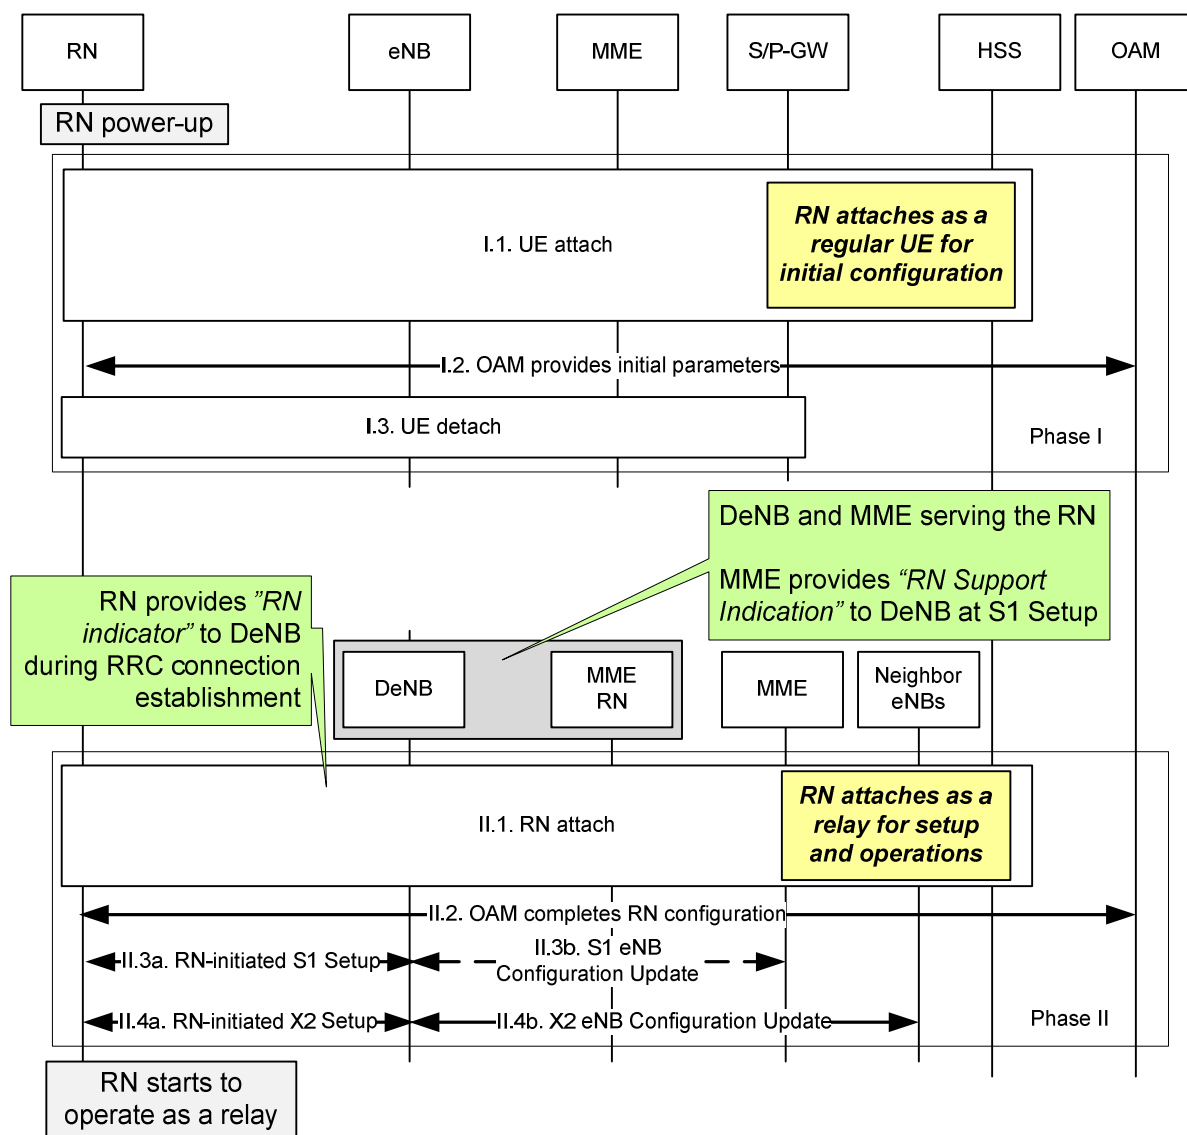 RN
eNB
MME
S/P-GW
HSS
OAM
RN power-up
I.1. UE attach
RN attaches as a
regular UE for
initial configuration
I.2. OAM provides initial parameters
I.3. UE detach
Phase I
DeNB and MME serving the RN
MME provides “RN Support
Indication” to DeNB at S1 Setup
RN provides ”RN
indicator” to DeNB
during RRC connection
establishment
DeNB
MME
RN
MME
Neighbor
eNBs
II.1. RN attach
RN attaches as a
relay for setup
and operations
II.2. OAM completes RN configuration
II.3a. RN-initiated S1 Setup
II.3b. S1 eNB
Configuration Update
II.4a. RN-initiated X2 Setup
II.4b. X2 eNB Configuration Update
Phase II
RN starts to
operate as a relay